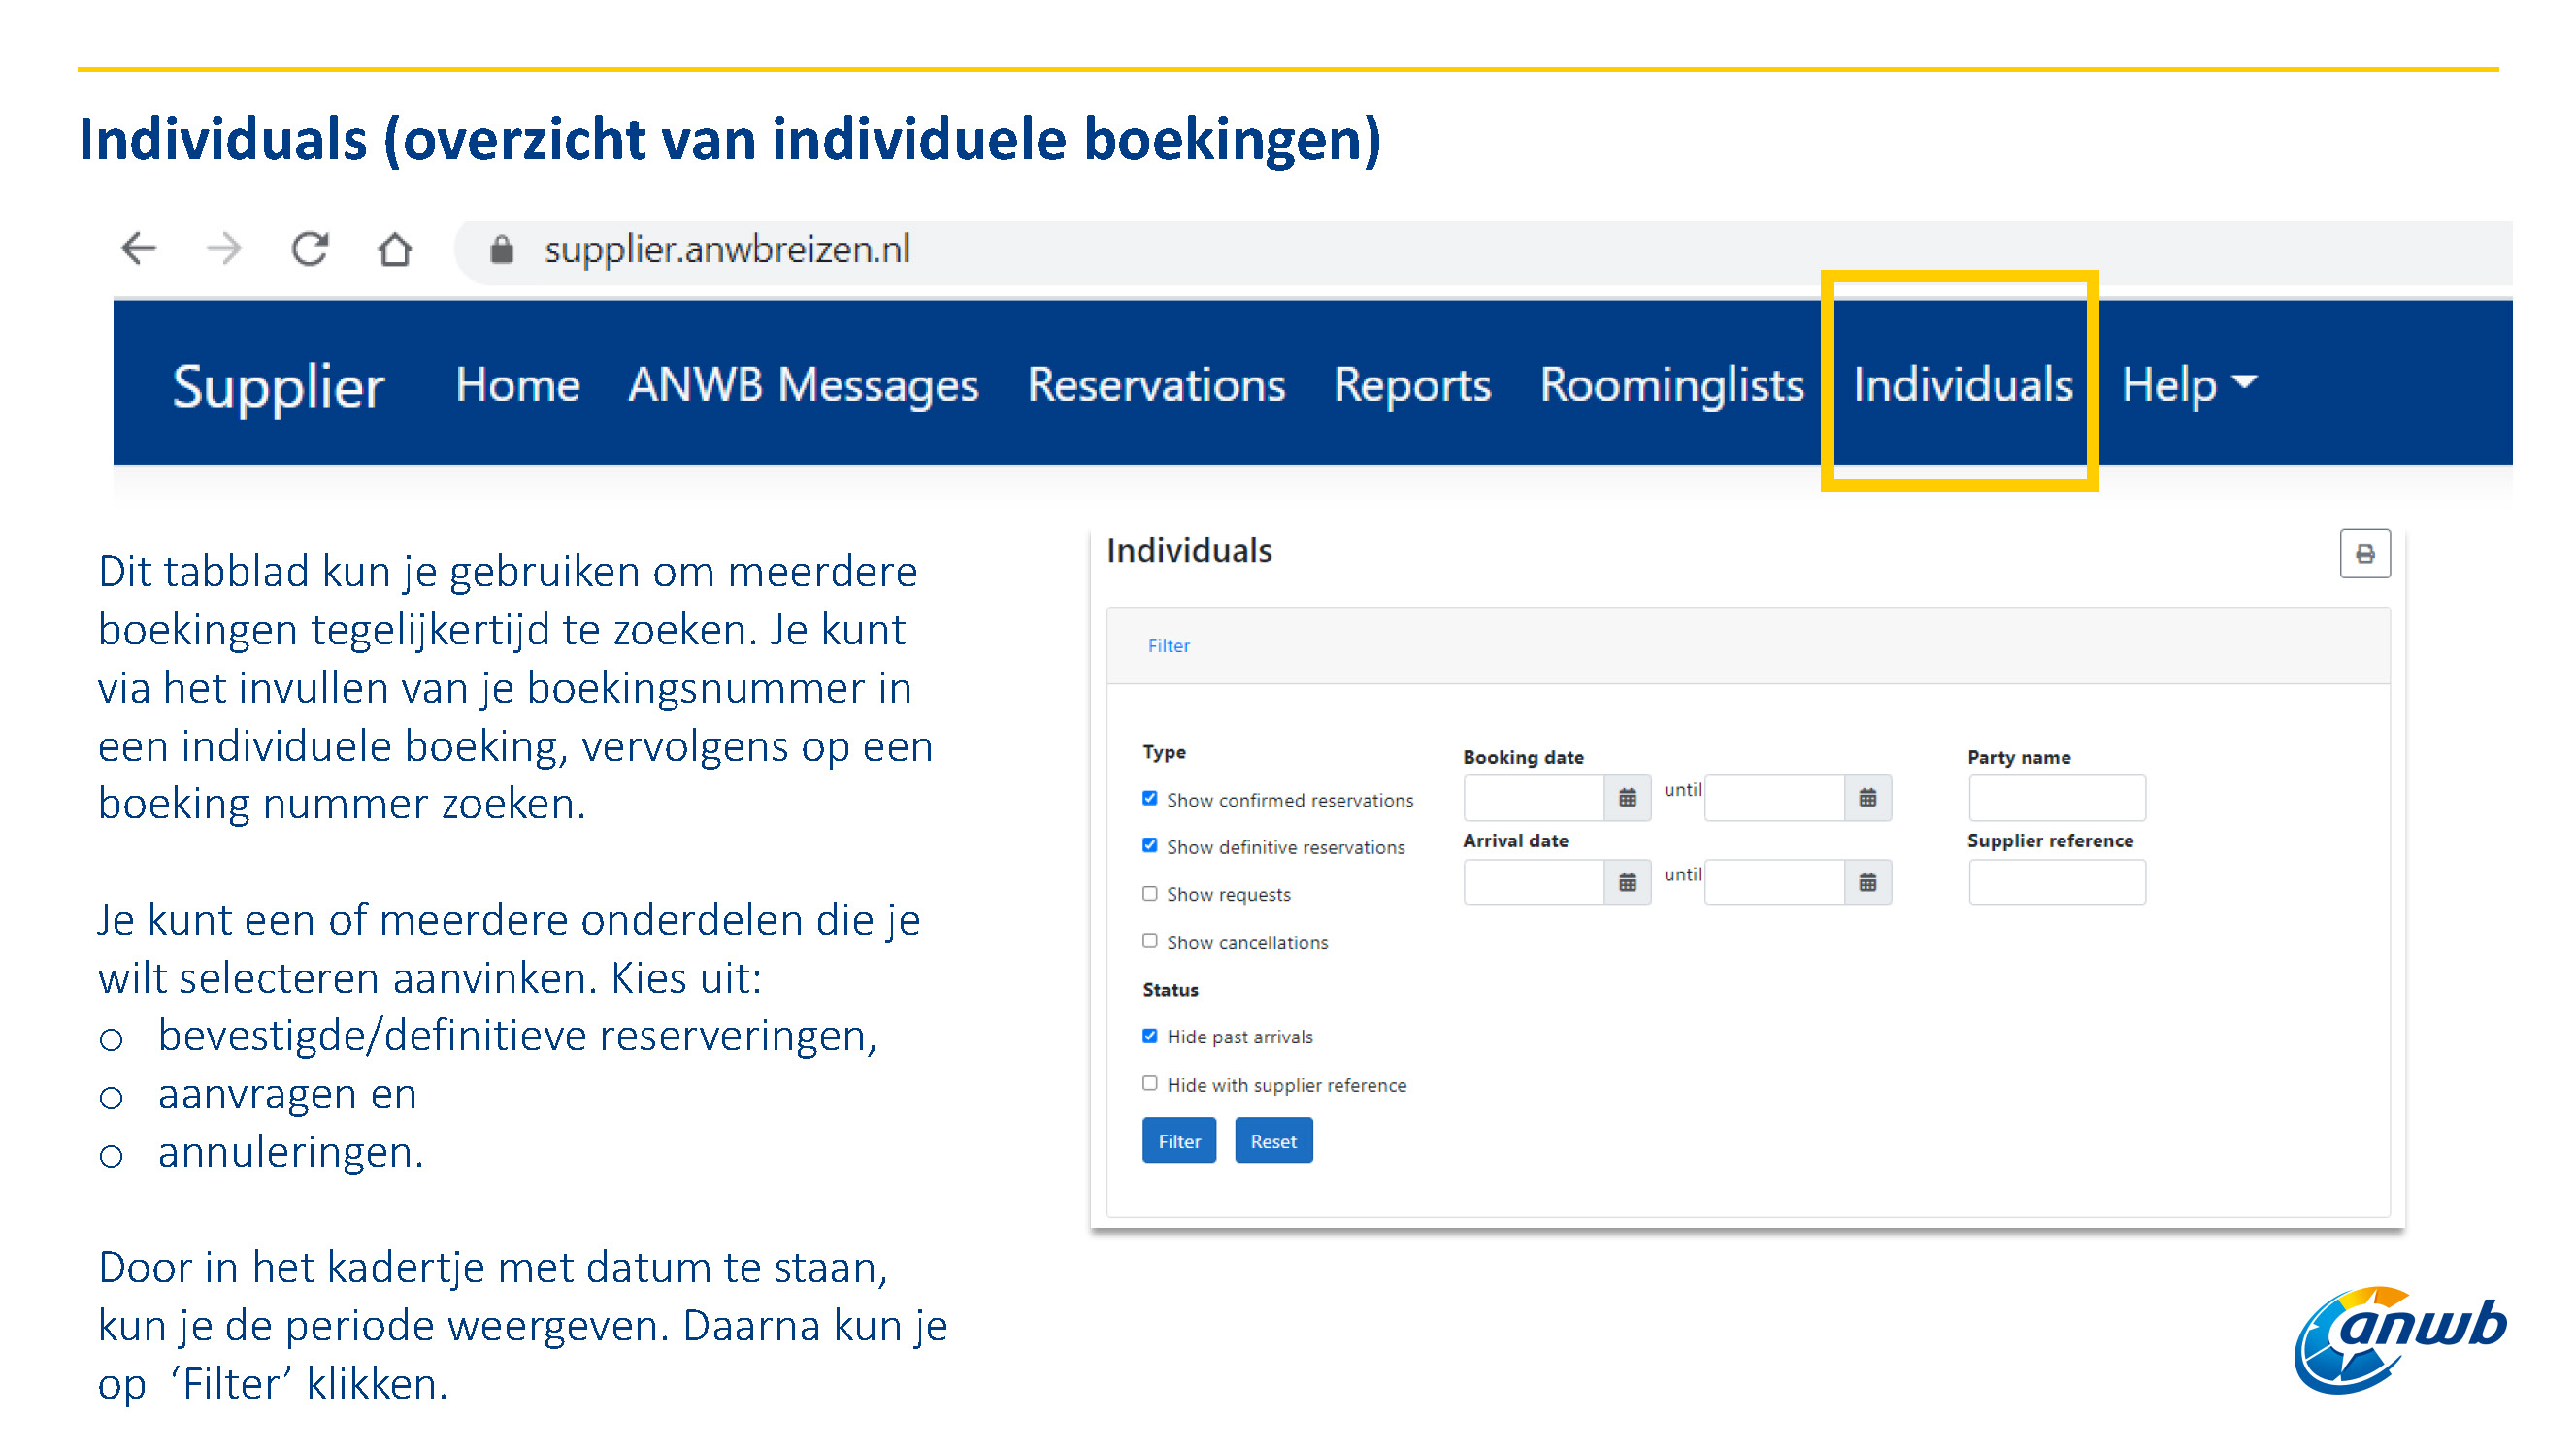 Individuals (overzicht van individuele boekingen)
supplier.anwbreizen.nl
Supplier Home ANWB Messages Reservations Reports Roominglists Individuals Help
Dit tabblad kun je gebruiken om meerdere
boekingen tegelijkertijd te zoeken. Je kunt
via het invullen van je boekingsnummer in
een individuele boeking, vervolgens op een
boeking nummer zoeken.
Je kunt een of meerdere onderdelen die je
wilt selecteren aanvinken. Kies uit:
o bevestigde/definitieve reserveringen,
o aanvragen en
o annuleringen.
Door in het kadertje met datum te staan,
kun je de periode weergeven. Daarna kun je
op ‘Filter’ klikken.
Individuals
Filter
Type
Show confirmed reservations
Show definitive reservations
Show requests
Show cancellations
Status
Hide past arrivals
Hide with supplier reference
Filter Reset
Booking date
until
Arrival date
until
Party name
Supplier reference
anwb